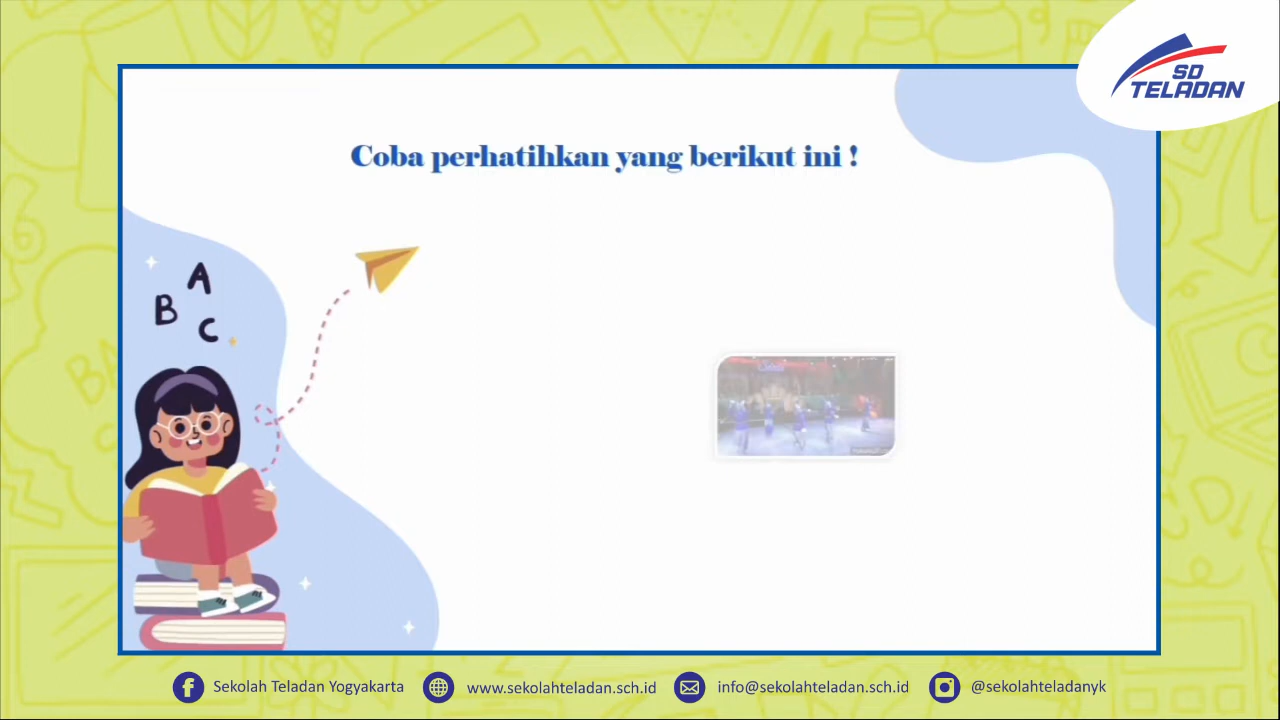 SD
TELADAN
Coba perhatihkan yang berikut ini !
A
B
C
Sekolah Teladan Yogyakarta
www.sekolahteladan.sch.id
info@sekolahteladan.sch.id
@sekolahteladanyk